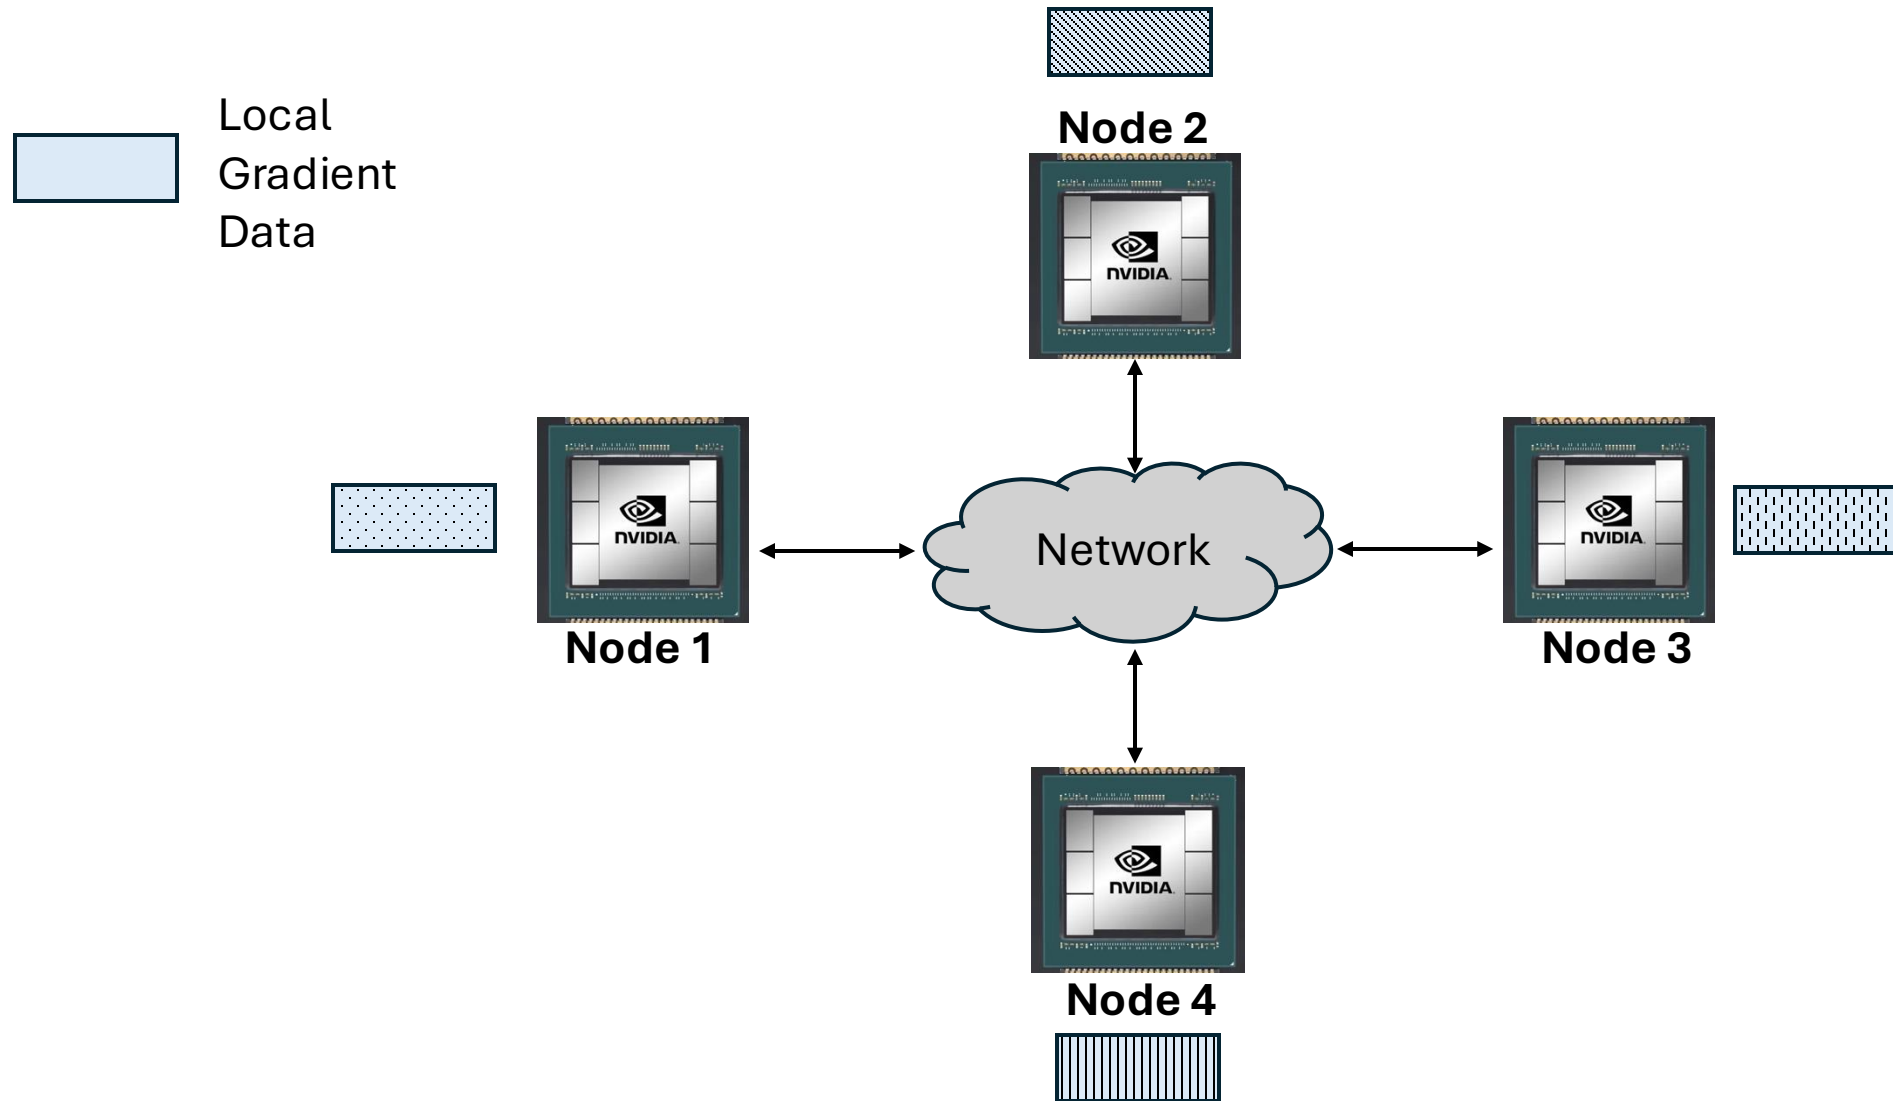 Local
Gradient
Data
Node 2
NVIDIA
NVIDIA
Node 1
Network
NVIDIA
Node 3
NVIDIA
Node 4